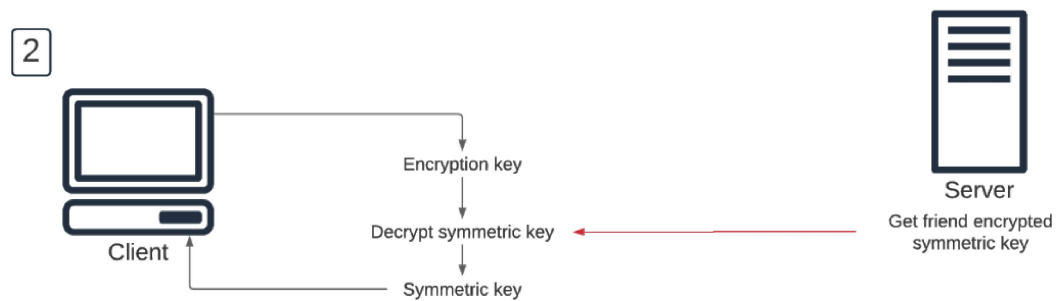 2
Encryption key
Decrypt symmetric key
Symmetric key
Client
Server
Get friend encrypted
symmetric key